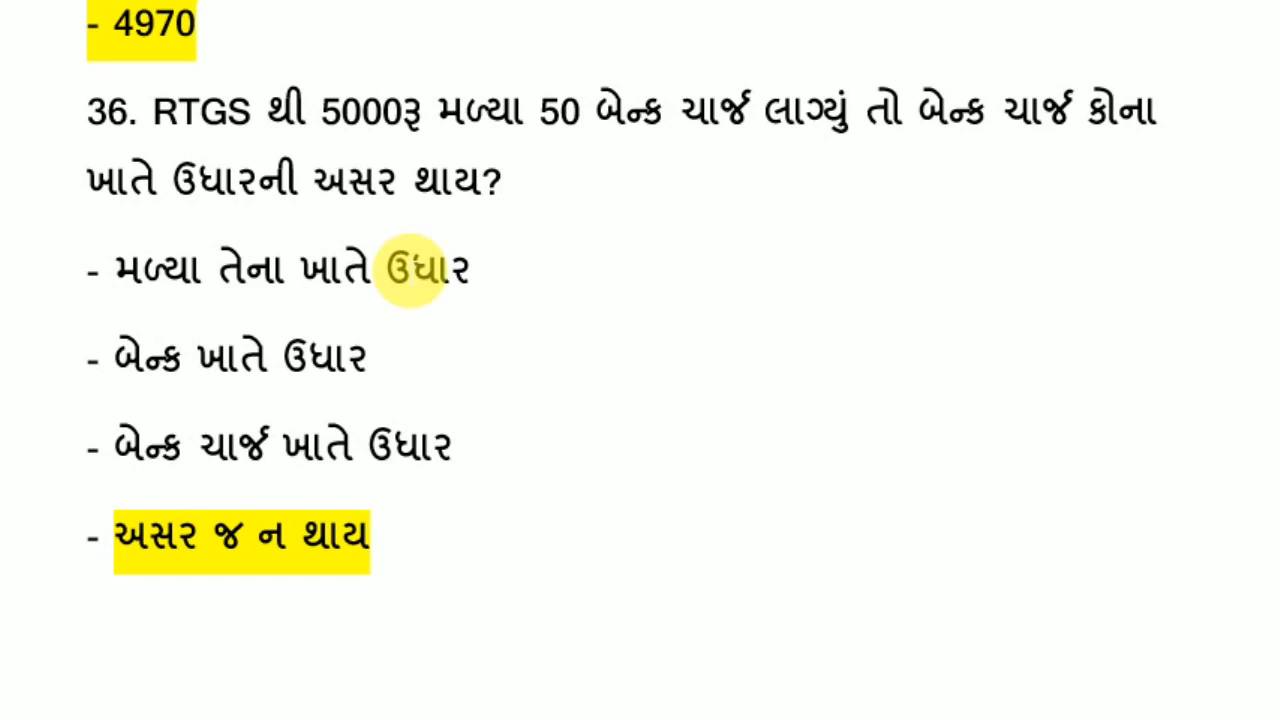 - 4970
36. RTGS થી 5000રૂ મળ્યા 50 બેન્ક ચાર્જ લાગ્યું તો બેન્ક ચાર્જ કોના
ખાતે ઉધારની અસર થાય?
- મળ્યા તેના ખાતે ઉધાર
- બેન્ક ખાતે ઉધાર
- બેન્ક ચાર્જ ખાતે ઉધાર
- અસર જ ન થાય